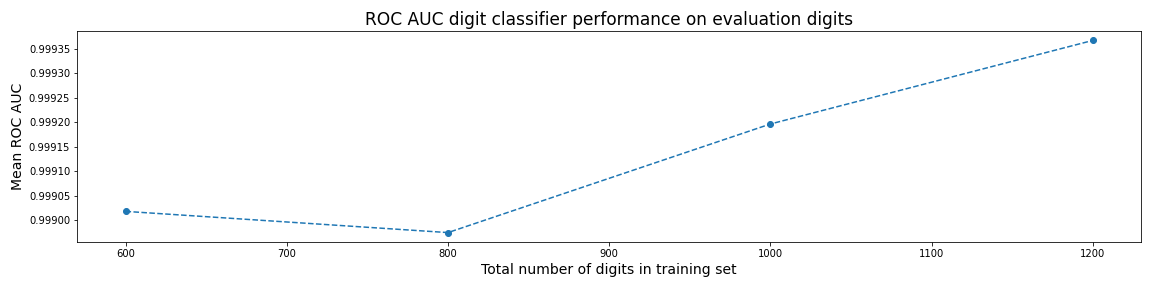 ROC AUC digit classifier performance on evaluation digits
Mean ROC AUC
0.99935
0.99930
0.99925
0.99920
0.99915
0.99910
0.99905
0.99900
600 700 800 900 1000 1100 1200
Total number of digits in training set